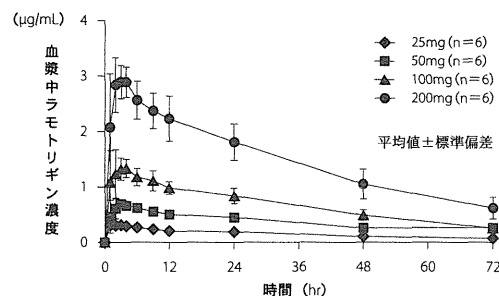 (μg/mL)
血漿中ラモトリギン濃度
4
3
2
1
0
0 12 24 36 48 60 72
時間 (hr)
25mg(n=6)
50mg(n=6)
100mg(n=6)
200mg(n=6)
平均値±標準偏差